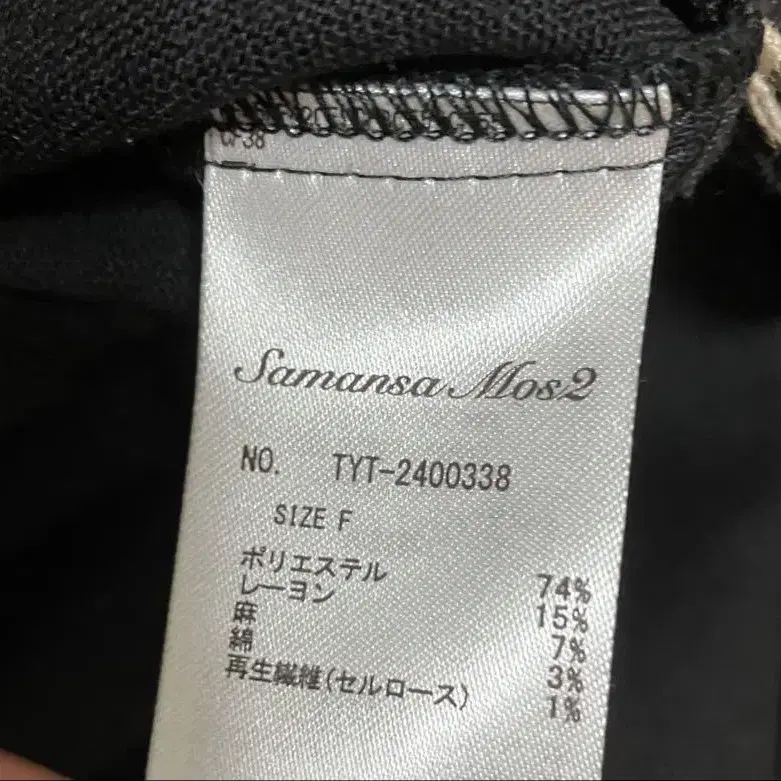 Samansa Mos2
NO. TYT-2400338
SIZE F
ポリエステル 74%
レーヨン 15%
麻 7%
綿 3%
再生繊維(セルロース) 1%